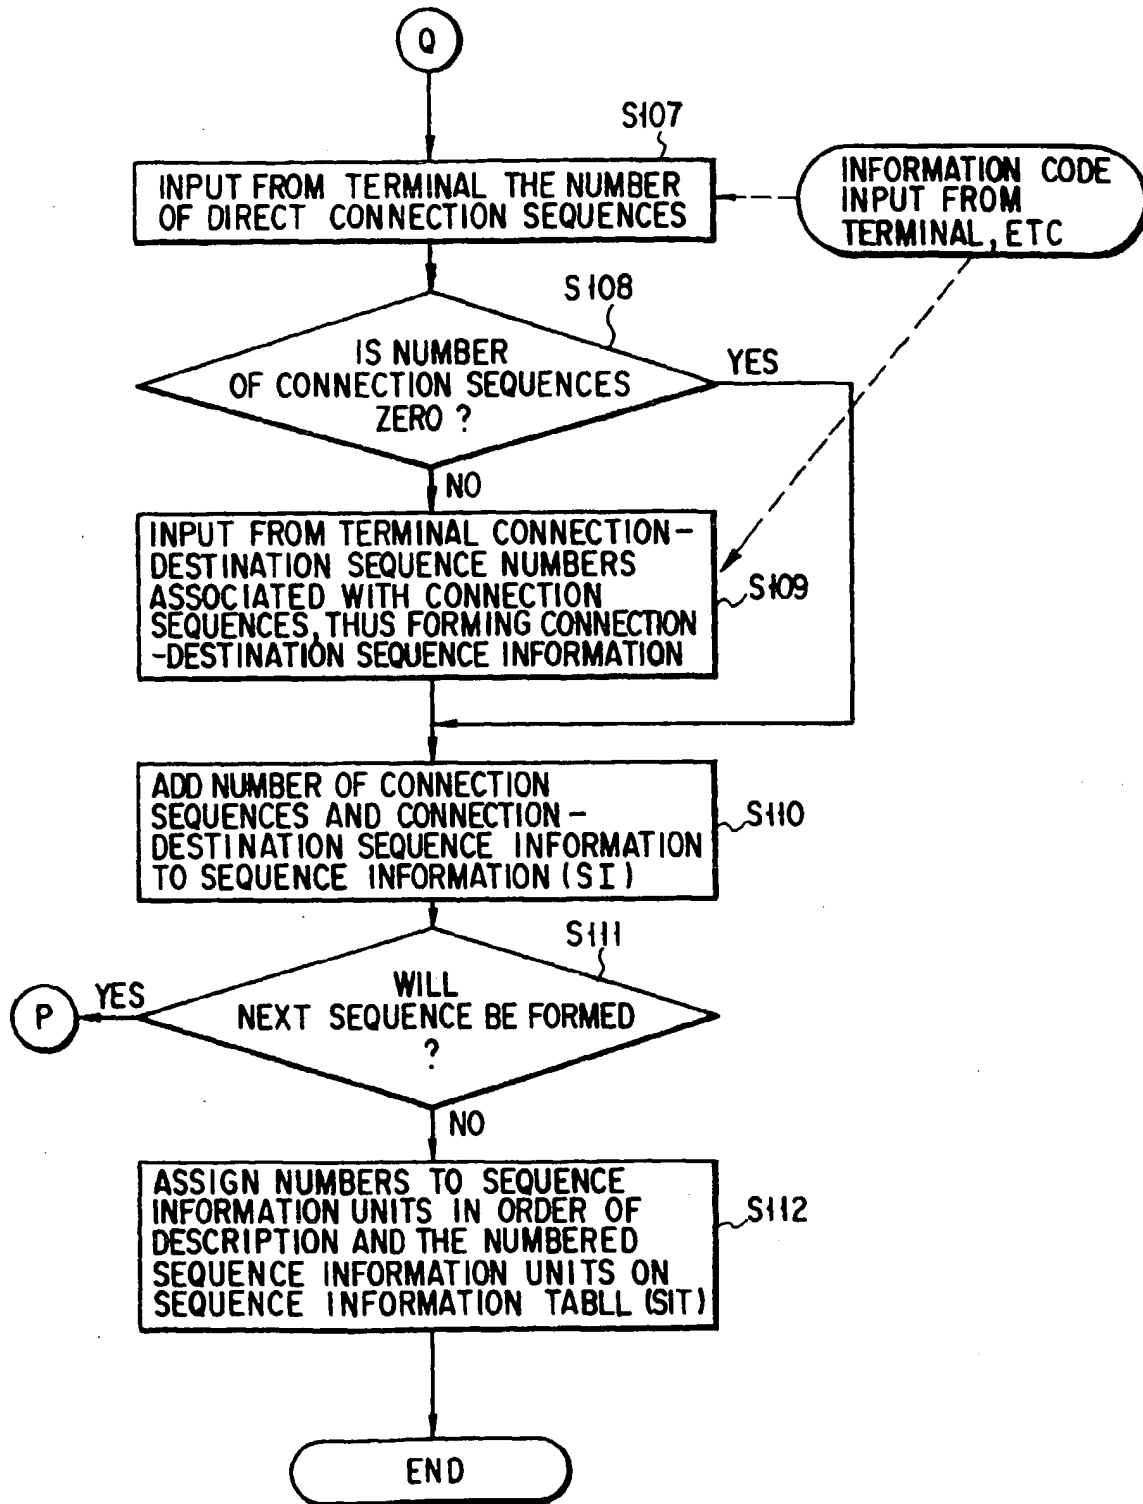 Q
S107
INPUT FROM TERMINAL THE NUMBER
OF DIRECT CONNECTION SEQUENCES
INFORMATION CODE
INPUT FROM
TERMINAL, ETC
S108
IS NUMBER
OF CONNECTION SEQUENCES
ZERO ?
YES
NO
INPUT FROM TERMINAL CONNECTION-
DESTINATION SEQUENCE NUMBERS
ASSOCIATED WITH CONNECTION
SEQUENCES, THUS FORMING CONNECTION
-DESTINATION SEQUENCE INFORMATION
S109
ADD NUMBER OF CONNECTION
SEQUENCES AND CONNECTION-
DESTINATION SEQUENCE INFORMATION
TO SEQUENCE INFORMATION (SI)
S110
S111
WILL
NEXT SEQUENCE BE FORMED
?
YES
P
NO
ASSIGN NUMBERS TO SEQUENCE
INFORMATION UNITS IN ORDER OF
DESCRIPTION AND THE NUMBERED
SEQUENCE INFORMATION UNITS ON
SEQUENCE INFORMATION TABLL (SIT)
S112
END